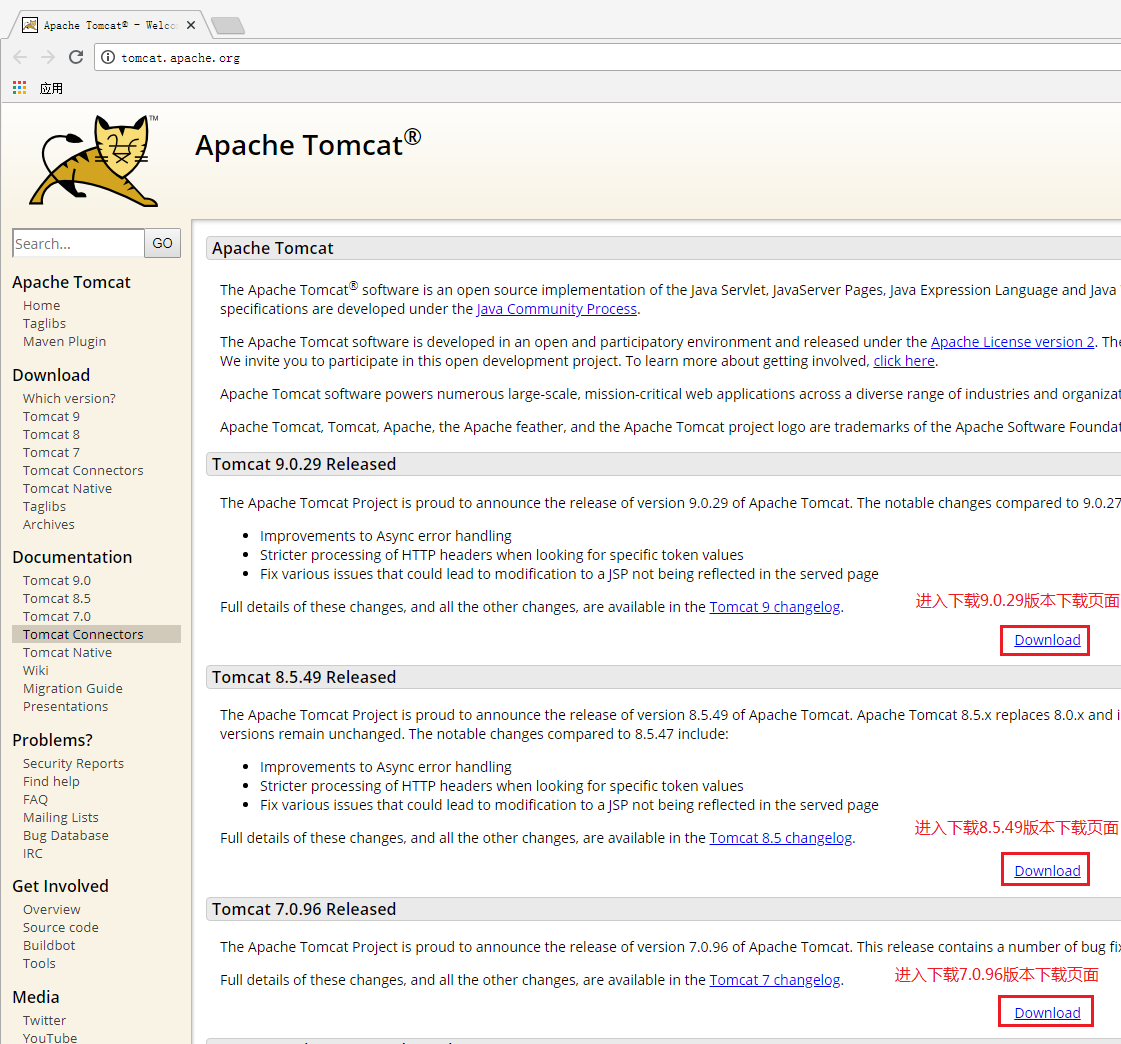 Apache Tomcat® - Welco
tomcat.apache.org
应用
TM
Apache Tomcat®
Search...
GO
Apache Tomcat
Home
Taglibs
Maven Plugin
Download
Which version?
Tomcat 9
Tomcat 8
Tomcat 7
Tomcat Connectors
Tomcat Native
Taglibs
Archives
Documentation
Tomcat 9.0
Tomcat 8.5
Tomcat 7.0
Tomcat Connectors
Tomcat Native
Wiki
Migration Guide
Presentations
Problems?
Security Reports
Find help
FAQ
Mailing Lists
Bug Database
IRC
Get Involved
Overview
Source code
Buildbot
Tools
Media
Twitter
YouTube
Apache Tomcat
The Apache Tomcat® software is an open source implementation of the Java Servlet, JavaServer Pages, Java Expression Language and Java
specifications are developed under the Java Community Process.
The Apache Tomcat software is developed in an open and participatory environment and released under the Apache License version 2. The
We invite you to participate in this open development project. To learn more about getting involved, click here.
Apache Tomcat software powers numerous large-scale, mission-critical web applications across a diverse range of industries and organizat
Apache Tomcat, Tomcat, Apache, the Apache feather, and the Apache Tomcat project logo are trademarks of the Apache Software Foundat
Tomcat 9.0.29 Released
The Apache Tomcat Project is proud to announce the release of version 9.0.29 of Apache Tomcat. The notable changes compared to 9.0.27
• Improvements to Async error handling
• Stricter processing of HTTP headers when looking for specific token values
• Fix various issues that could lead to modification to a JSP not being reflected in the served page
Full details of these changes, and all the other changes, are available in the Tomcat 9 changelog.
进入下载9.0.29版本下载页面
Download
Tomcat 8.5.49 Released
The Apache Tomcat Project is proud to announce the release of version 8.5.49 of Apache Tomcat. Apache Tomcat 8.5.x replaces 8.0.x and i
versions remain unchanged. The notable changes compared to 8.5.47 include:
• Improvements to Async error handling
• Stricter processing of HTTP headers when looking for specific token values
• Fix various issues that could lead to modification to a JSP not being reflected in the served page
Full details of these changes, and all the other changes, are available in the Tomcat 8.5 changelog.
进入下载8.5.49版本下载页面
Download
Tomcat 7.0.96 Released
The Apache Tomcat Project is proud to announce the release of version 7.0.96 of Apache Tomcat. This release contains a number of bug fix
Full details of these changes, and all the other changes, are available in the Tomcat 7 changelog.
进入下载7.0.96版本下载页面
Download